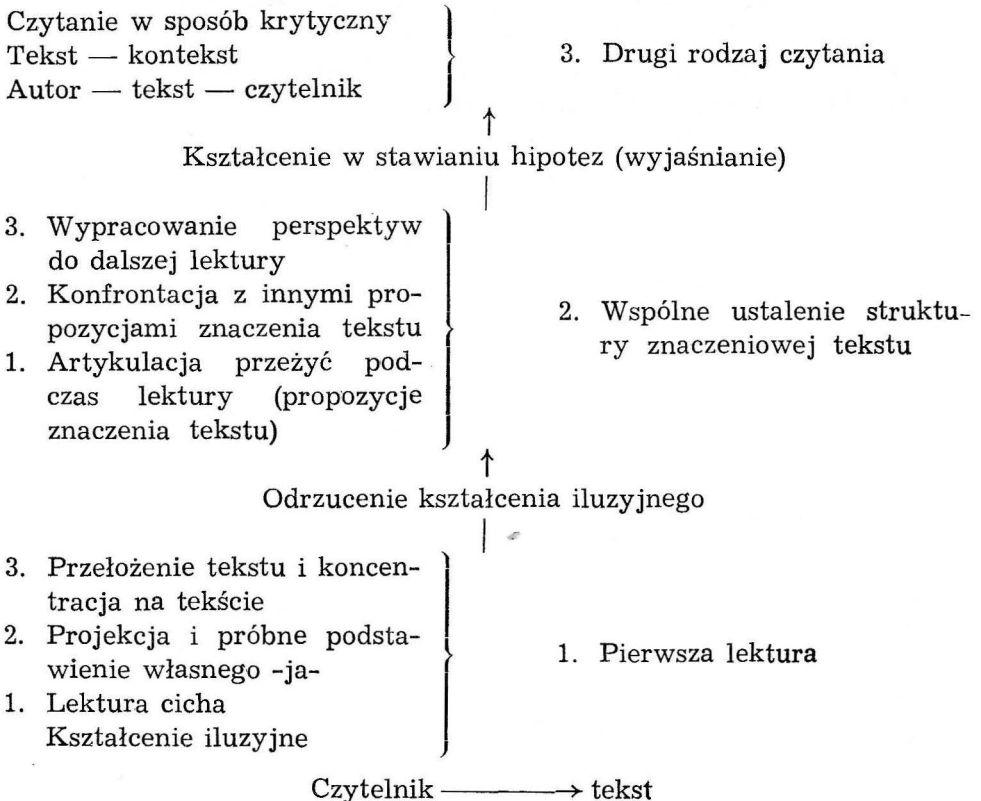 Czytanie w sposób krytyczny
Tekst — kontekst
Autor — tekst — czytelnik
3. Drugi rodzaj czytania
Kształcenie w stawianiu hipotez (wyjaśnianie)
3. Wypracowanie perspektyw
do dalszej lektury
2. Konfrontacja z innymi pro-
pozycjami znaczenia tekstu
1. Artykulacja przeżyć pod-
czas lektury (propozycje
znaczenia tekstu)
2. Wspólne ustalenie struktu-
ry znaczeniowej tekstu
Odrzucenie kształcenia iluzyjnego
3. Przełożenie tekstu i koncen-
tracja na tekście
2. Projekcja i próbne podsta-
wienie własnego -ja-
1. Lektura cicha
Kształcenie iluzyjne
1. Pierwsza lektura
Czytelnik → tekst